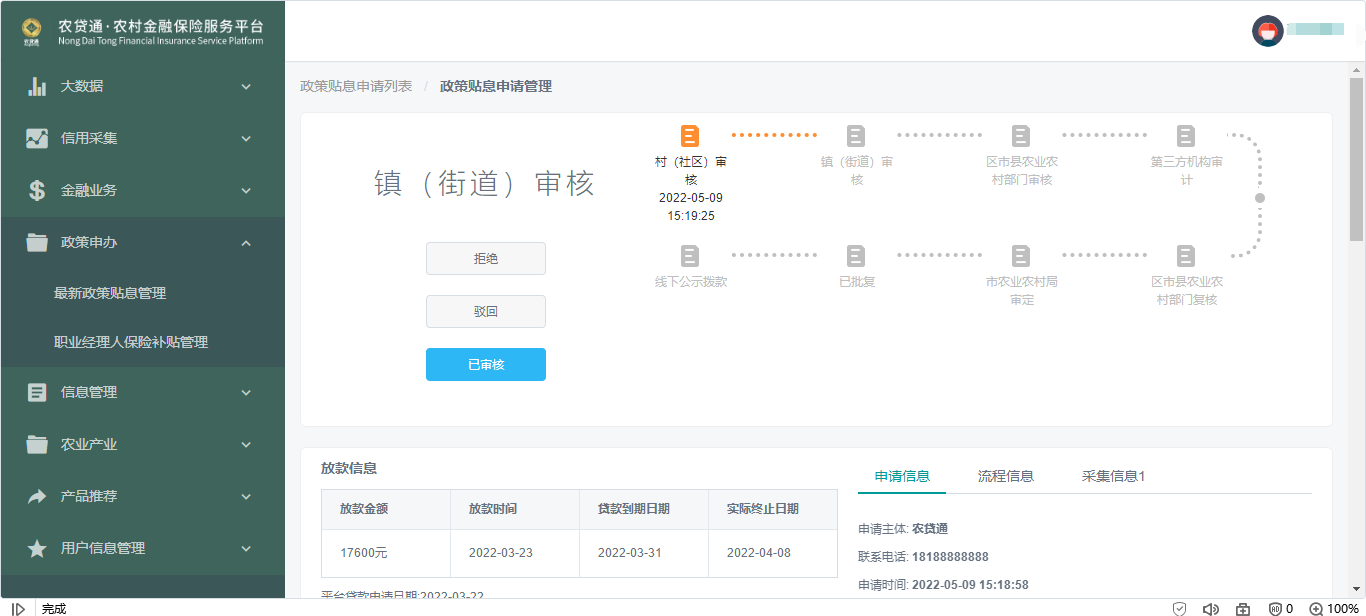 农贷通·农村金融保险服务平台
Nong Dai Tong Financial Insurance Service Platform
大数据
信用采集
金融业务
政策申办
最新政策贴息管理
职业经理人保险补贴管理
信息管理
农业产业
产品推荐
用户信息管理
政策贴息申请列表 / 政策贴息申请管理
镇（街道）审核
拒绝
驳回
已审核
村（社区）审
核
2022-05-09
15:19:25
镇（街道）审
核
区市县农业农
村部门审核
第三方机构审
计
线下公示拨款
已批复
市农业农村局
审定
区市县农业农
村部门复核
放款信息
放款金额 放款时间 贷款到期日期 实际终止日期
17600元 2022-03-23 2022-03-31 2022-04-08
平台贷款申请日期:2022-03-22
申请信息 流程信息 采集信息1
申请主体: 农贷通
联系电话: 18188888888
申请时间: 2022-05-09 15:18:58
完成
0
100%